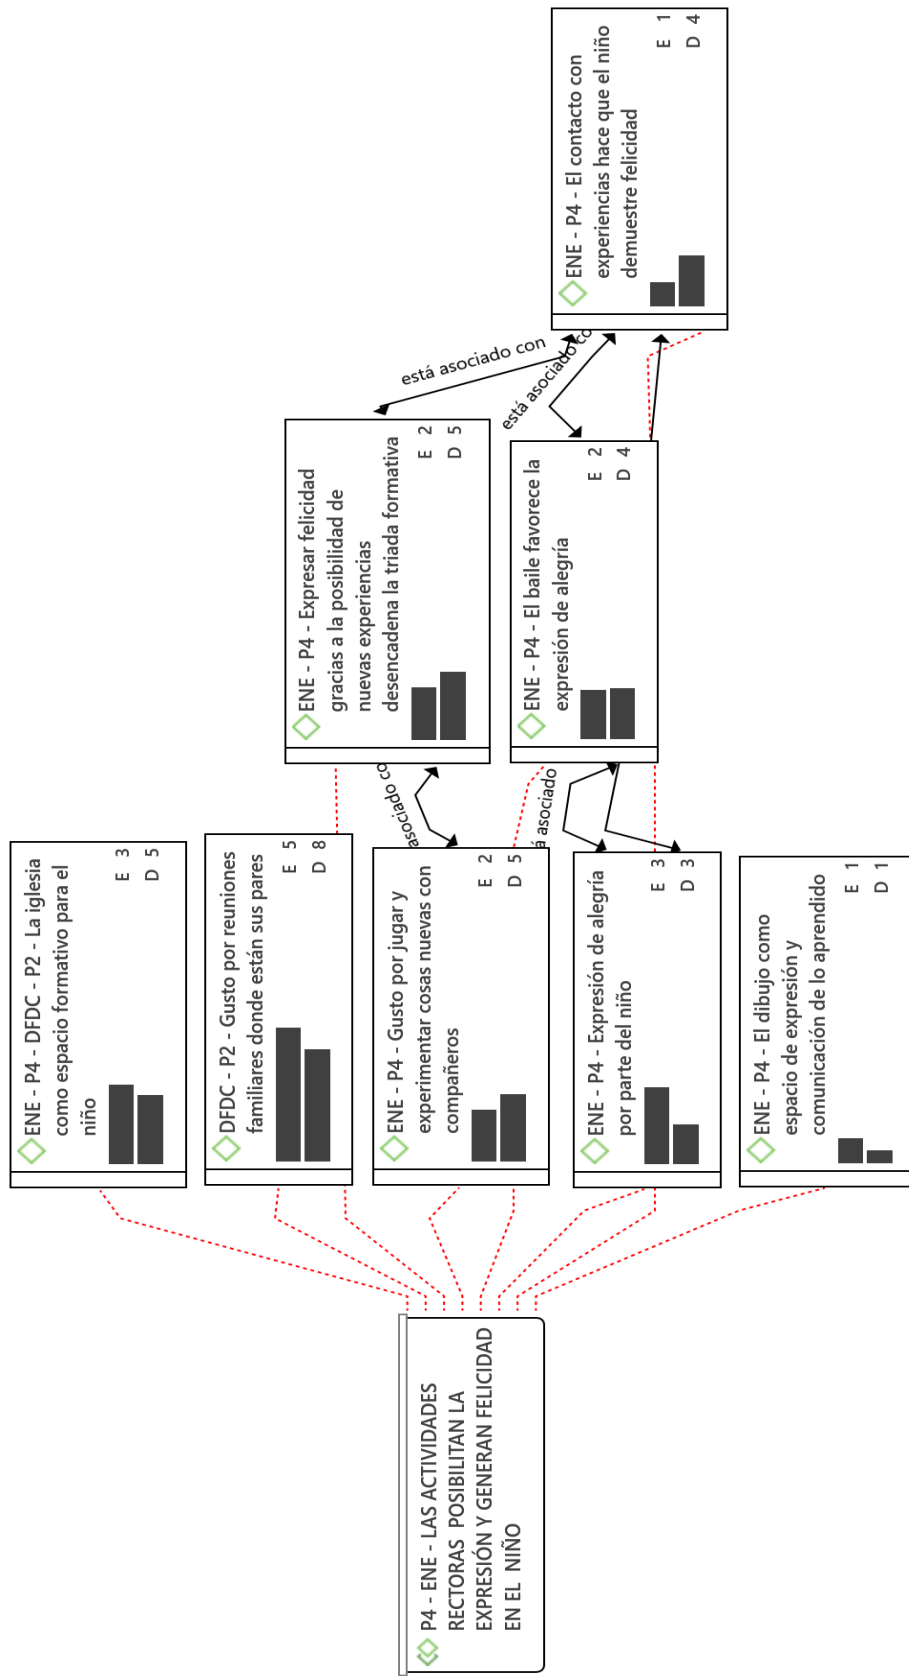 P4 - ENE - LAS ACTIVIDADES
RECTORAS POSIBILITAN LA
EXPRESIÓN Y GENERAN FELICIDAD
EN EL NIÑO
ENE - P4 - DFDC - P2 - La iglesia
como espacio formativo para el
niño
E 3
D 5
DFDC - P2 - Gusto por reuniones
familiares donde están sus pares
E 5
D 8
ENE - P4 - Gusto por jugar y
experimentar cosas nuevas con
compañeros
E 2
D 5
ENE - P4 - Expresión de alegría
por parte del niño
E 3
D 3
ENE - P4 - El dibujo como
espacio de expresión y
comunicación de lo aprendido
E 1
D 1
asociado co
á asociado
ENE - P4 - Expresar felicidad
gracias a la posibilidad de
nuevas experiencias
desencadena la triada formativa
E 2
D 5
ENE - P4 - El baile favorece la
expresión de alegría
E 2
D 4
está asociado con
está asociado co
ENE - P4 - El contacto con
experiencias hace que el niño
demuestre felicidad
E 1
D 4